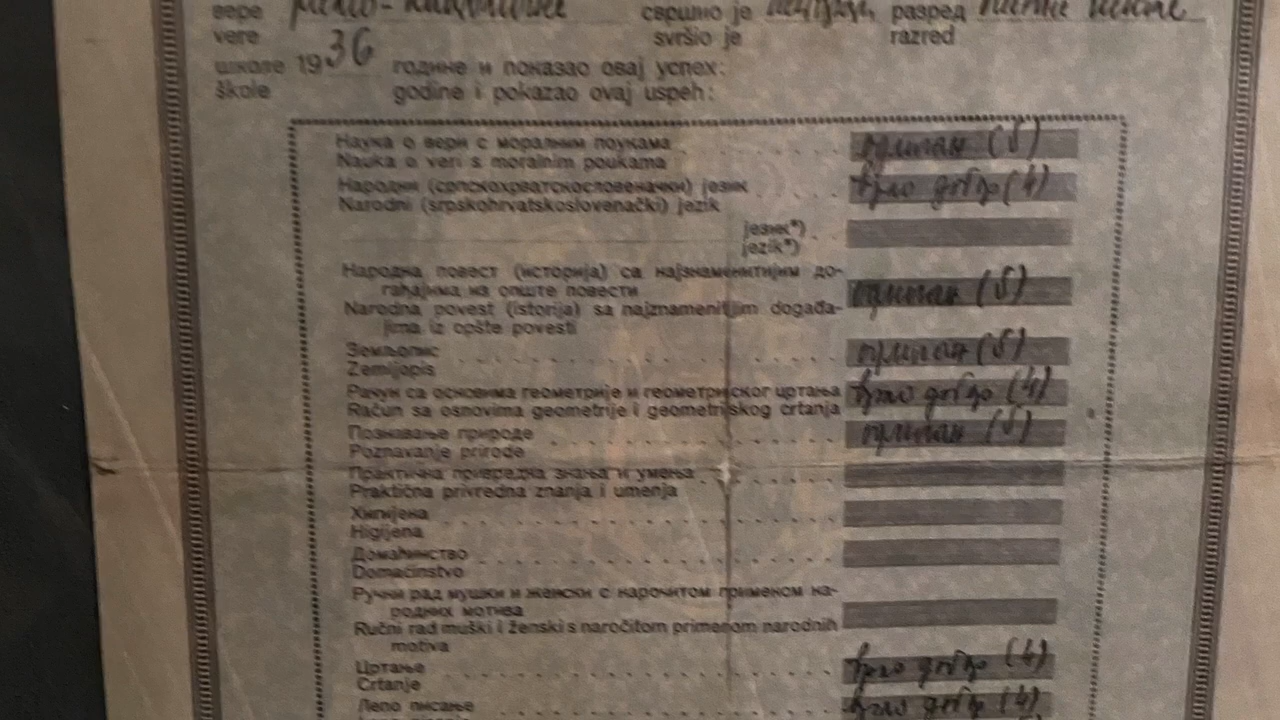 вере римо-католичке свршио је разред
vere svršio je razred
школе 1936 године и показао овај успех:
škole godine i pokazao ovaj uspeh:
Наука о вери с моралним поукама одличан (5)
Nauka o veri s moralnim poukama
Народни (српскохрватскословеначки) језик врло добро (4)
Narodni (srpskohrvatskoslovenački) jezik
језик*)
jezik*)
Народна повест (историја) са најзнаменитијим до-
гађајима из опште повести одличан (5)
Narodna povest (istorija) sa najznamenitijim događa-
jima iz opšte povesti
Земљопис одличан (5)
Zemljopis
Рачун са основима геометрије и геометриског цртања врло добро (4)
Račun sa osnovima geometrije i geometriskog crtanja
Познавање природе одличан (5)
Poznavanje prirode
Практична привредна знања и умења
Praktična privredna znanja i umenja
Хигијена
Higijena
Домаћинство
Domaćinstvo
Ручни рад мушки и женски с нарочитом применом на-
родних мотива
Ručni rad muški i ženski s naročitom primenom narodnih
motiva
Цртање врло добро (4)
Crtanje
Лепо писање врло добро (4)